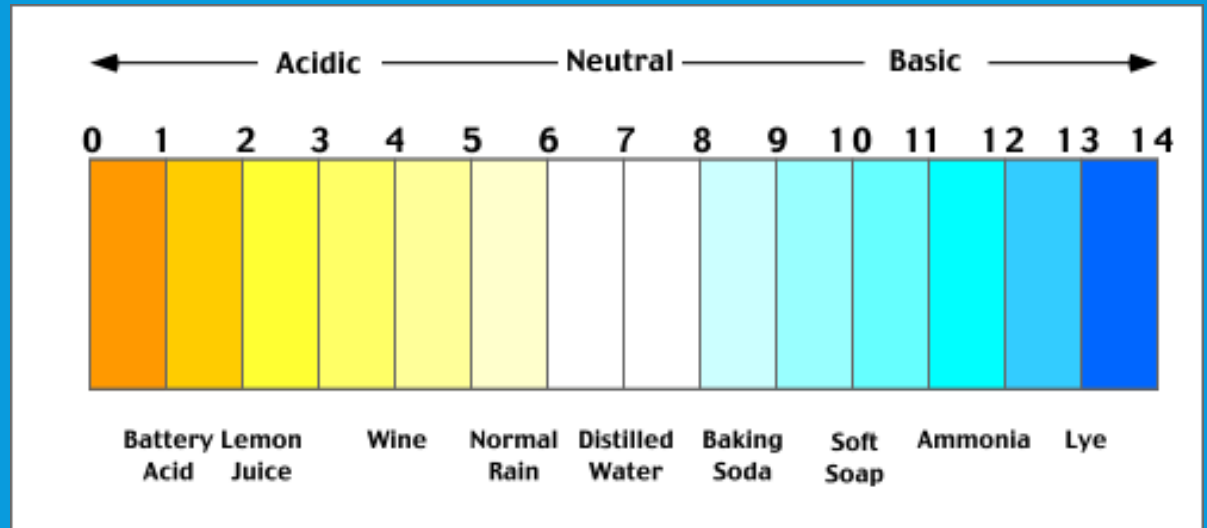 Acidic Neutral Basic
0 1 2 3 4 5 6 7 8 9 10 11 12 13 14
Battery Lemon Wine Normal Distilled Baking Soft Ammonia Lye
Acid Juice Rain Water Soda Soap